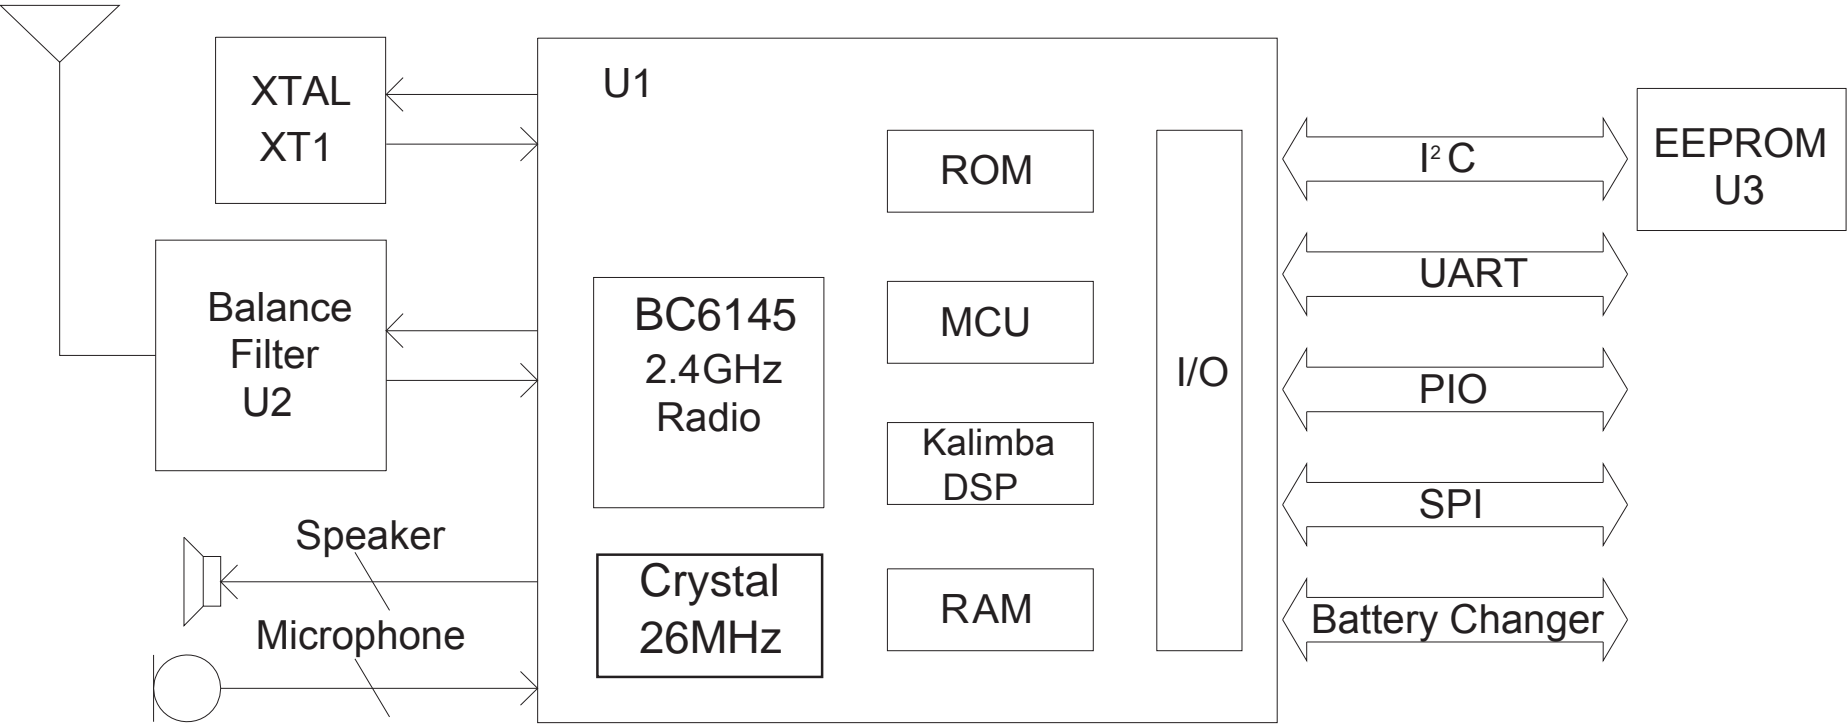 XTAL
XT1
Balance
Filter
U2
Speaker
Microphone
U1
BC6145
2.4GHz
Radio
Crystal
26MHz
ROM
MCU
Kalimba
DSP
RAM
I/O
I²C
UART
PIO
SPI
Battery Changer
EEPROM
U3